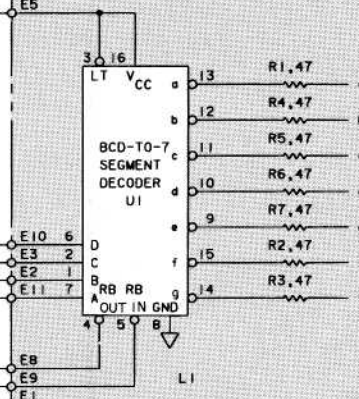 E5
3 16
LT VCC
a 13 R1,47
b 12 R4,47
BCD-TO-7
c 11 R5,47
SEGMENT
DECODER
d 10 R6,47
U1
e 9 R7,47
E10 6 D
E3 2 C
f 15 R2,47
E2 1 B
E11 7 A
RB RB
g 14 R3,47
OUT IN GND
4 5 8
E8
E9
L1